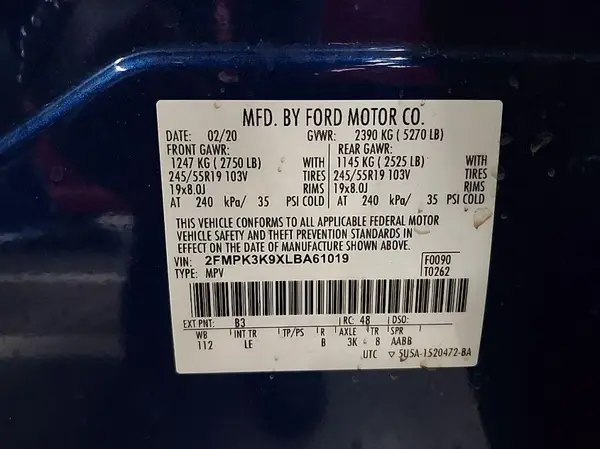 MFD. BY FORD MOTOR CO.
DATE: 02/20 GVWR: 2390 KG ( 5270 LB)
FRONT GAWR: REAR GAWR:
1247 KG ( 2750 LB) WITH 1145 KG ( 2525 LB) WITH
245/55R19 103V TIRES 245/55R19 103V TIRES
19x8.0J RIMS 19x8.0J RIMS
AT 240 kPa/ 35 PSI COLD AT 240 kPa/ 35 PSI COLD
THIS VEHICLE CONFORMS TO ALL APPLICABLE FEDERAL MOTOR
VEHICLE SAFETY AND THEFT PREVENTION STANDARDS IN
EFFECT ON THE DATE OF MANUFACTURE SHOWN ABOVE.
VIN: 2FMPK3K9XLBA61019 F0090
TYPE: MPV T0262
EXT PNT: B3 RC: 48 DSO:
WB INT TR TP/PS R AXLE TR SPR
112 LE B 3K 8 AABB
UTC ▽ 5U5A-1520472-BA